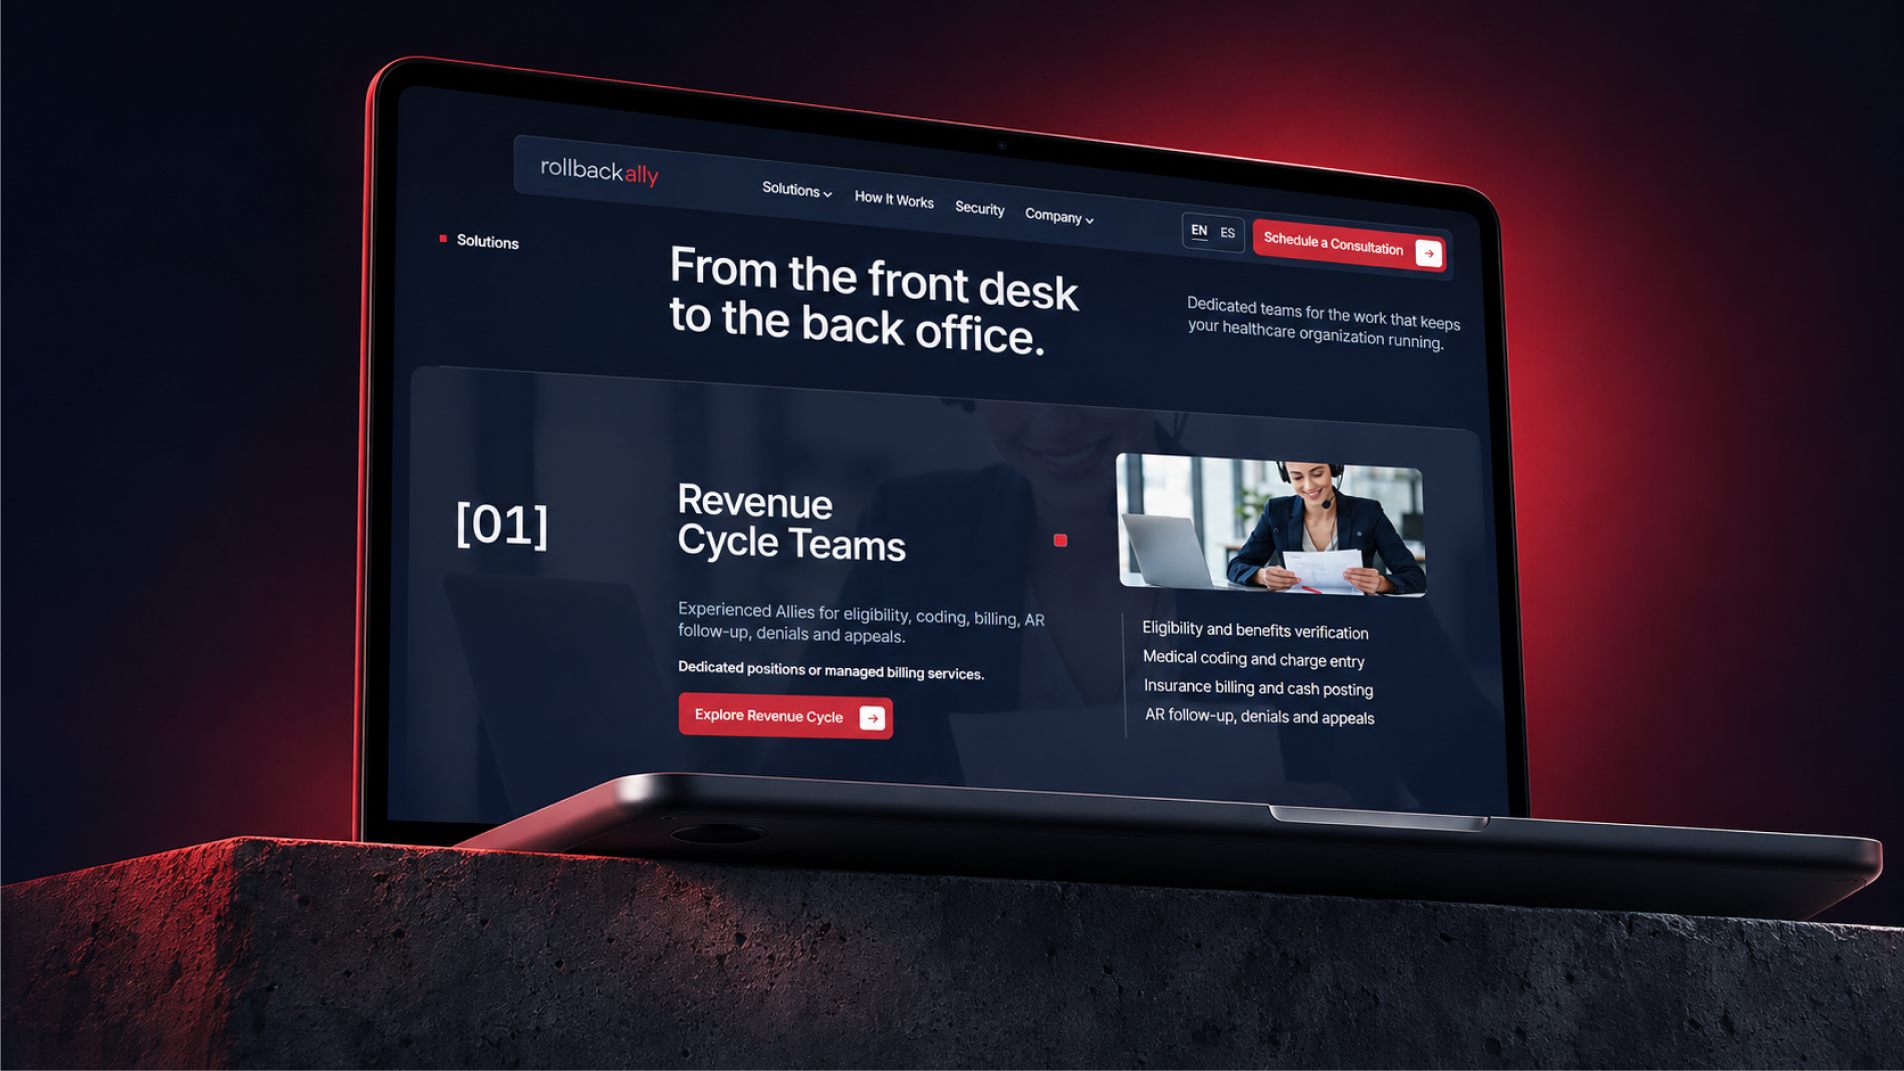 rollbackally
Solutions
How It Works
Security
Company
EN ES
Schedule a Consultation
Solutions
From the front desk
to the back office.
Dedicated teams for the work that keeps
your healthcare organization running.
[01]
Revenue
Cycle Teams
Experienced Allies for eligibility, coding, billing, AR
follow-up, denials and appeals.
Dedicated positions or managed billing services.
Explore Revenue Cycle
Eligibility and benefits verification
Medical coding and charge entry
Insurance billing and cash posting
AR follow-up, denials and appeals